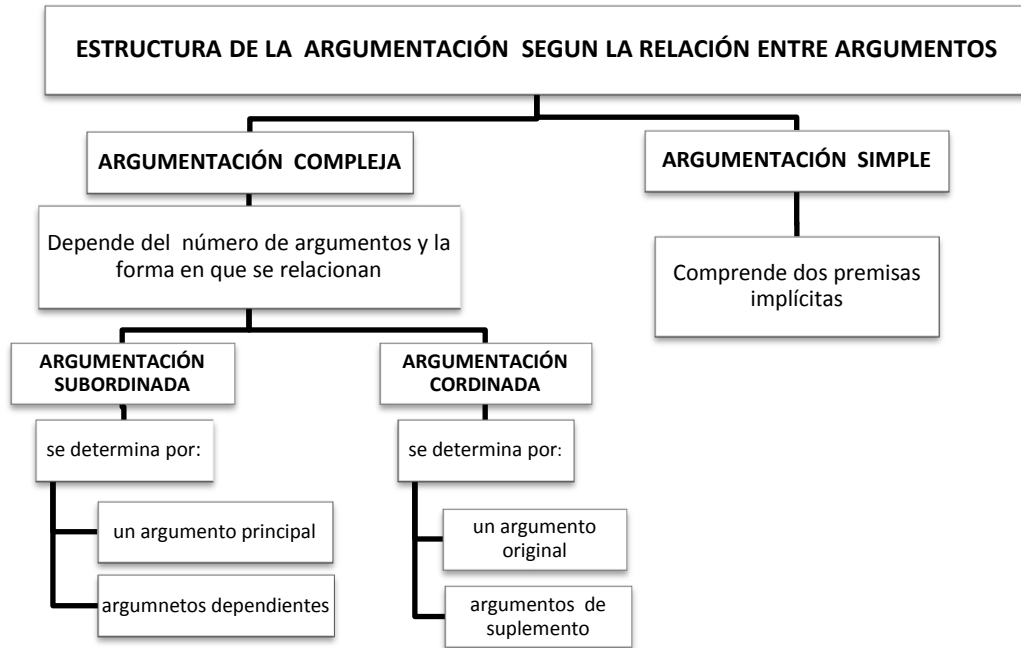 ESTRUCTURA DE LA ARGUMENTACIÓN SEGUN LA RELACIÓN ENTRE ARGUMENTOS
ARGUMENTACIÓN COMPLEJA
Depende del número de argumentos y la
forma en que se relacionan
ARGUMENTACIÓN
SUBORDINADA
se determina por:
un argumento principal
argumnetos dependientes
ARGUMENTACIÓN
CORDINADA
se determina por:
un argumento
original
argumentos de
suplemento
ARGUMENTACIÓN SIMPLE
Comprende dos premisas
implícitas